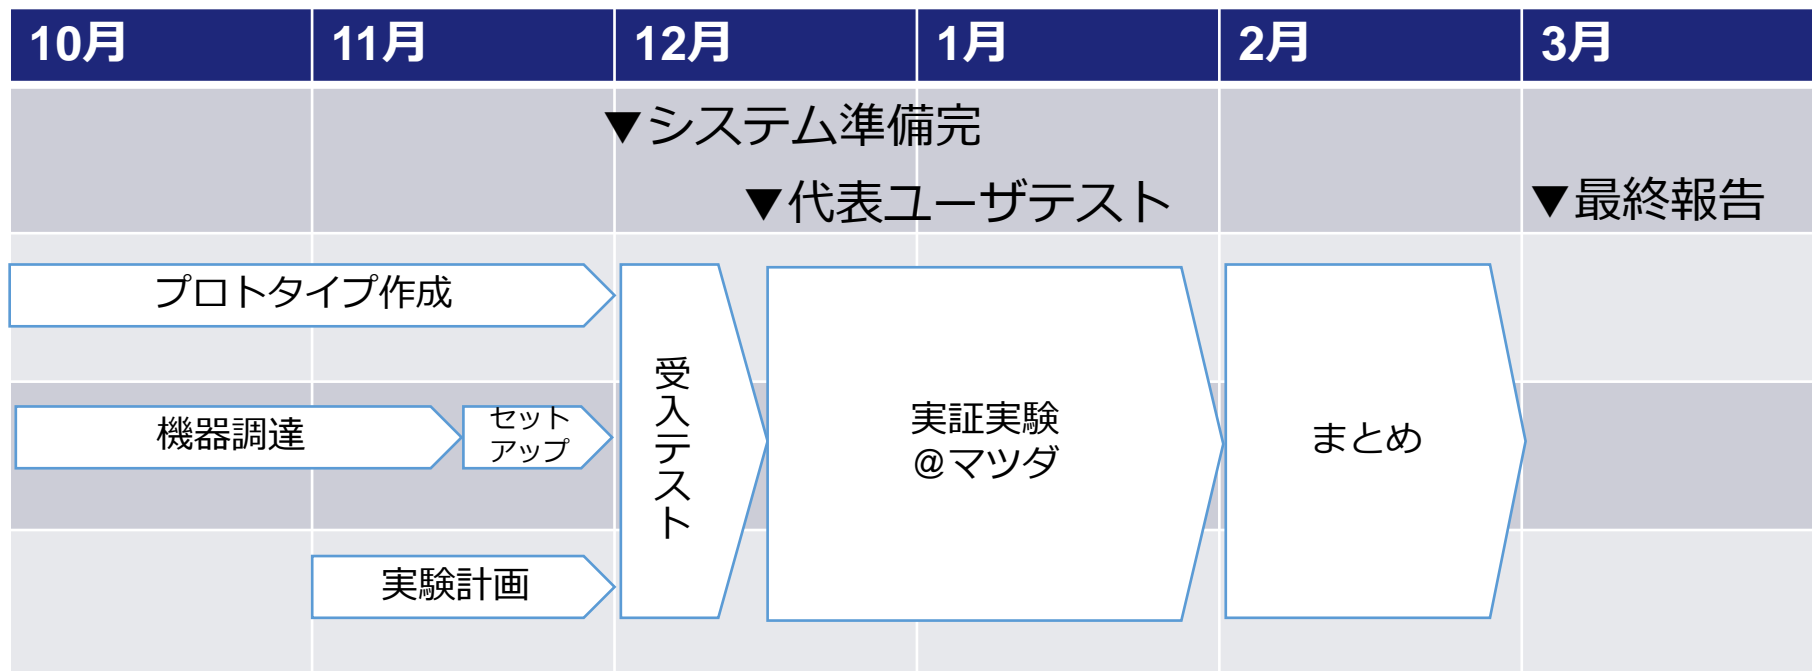 10月 11月 12月 1月 2月 3月
▼システム準備完
▼代表ユーザテスト
▼最終報告
プロトタイプ作成
機器調達
セット
アップ
実験計画
受入テスト
実証実験
@マツダ
まとめ